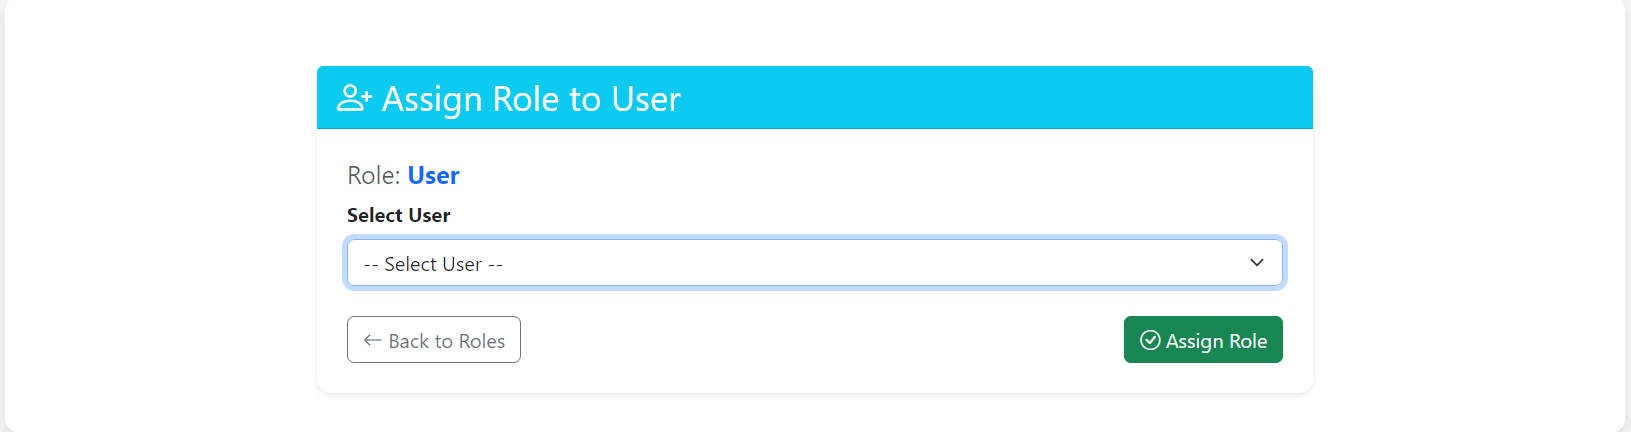 Assign Role to User
Role: User
Select User
-- Select User --
Back to Roles
Assign Role